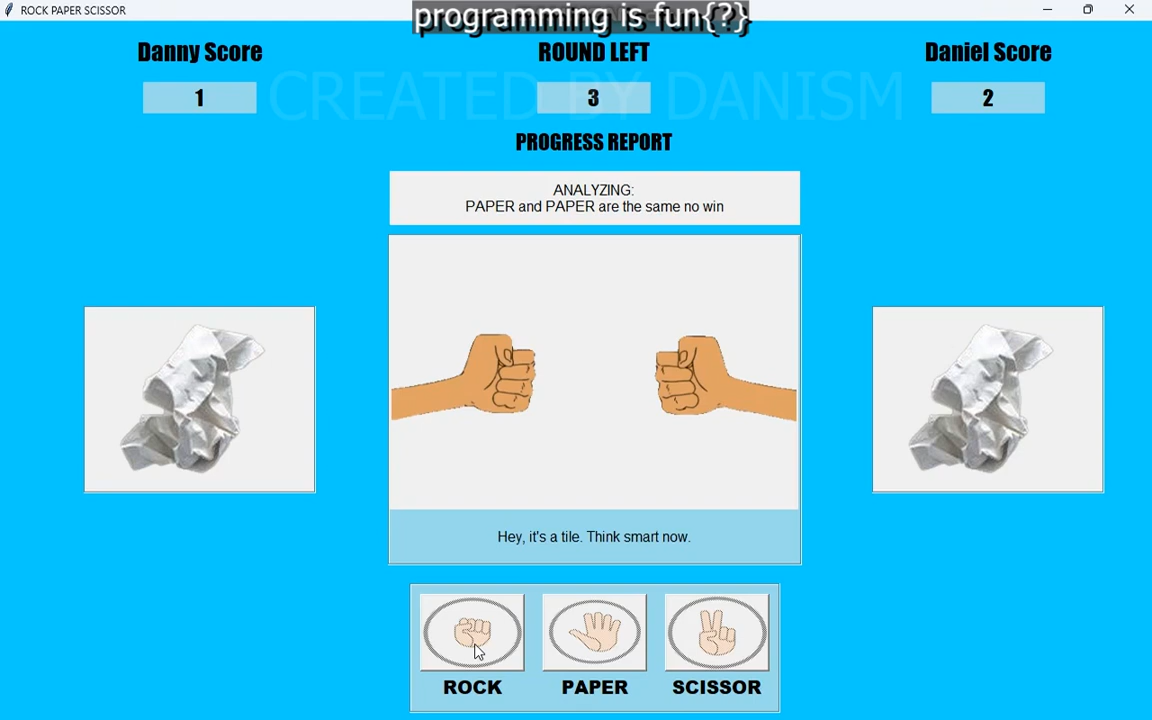 ROCK PAPER SCISSOR
programming is fun{?}
Danny Score
ROUND LEFT
Daniel Score
1
3
2
CREATED BY DANISM
PROGRESS REPORT
ANALYZING:
PAPER and PAPER are the same no win
Hey, it's a tile. Think smart now.
ROCK
PAPER
SCISSOR